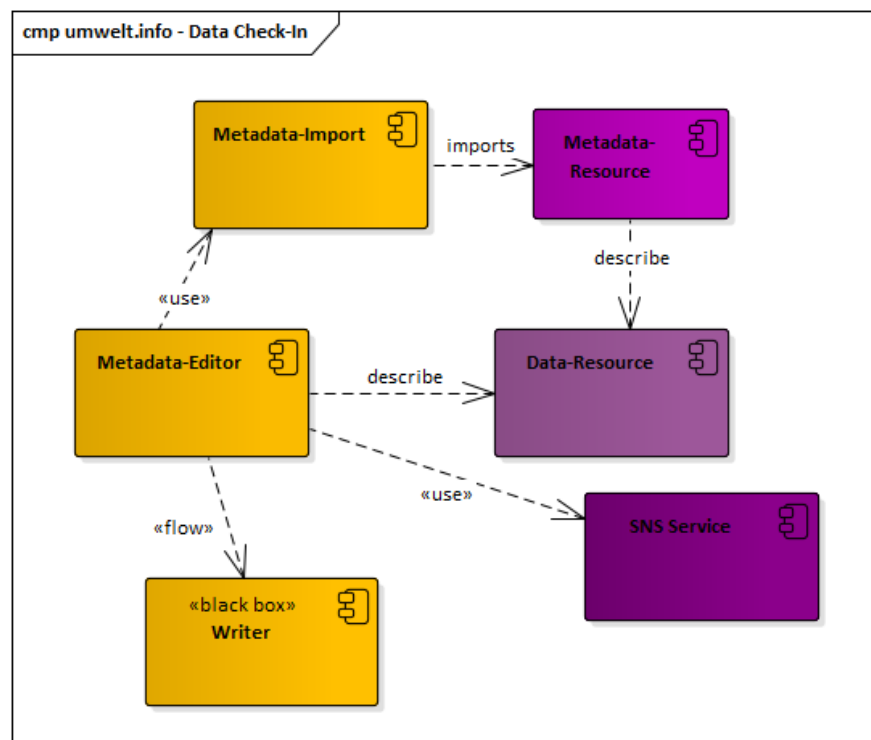 cmp umwelt.info - Data Check-In
Metadata-Import
imports
Metadata-
Resource
describe
«use»
Metadata-Editor
describe
Data-Resource
«use»
SNS Service
«flow»
«black box»
Writer